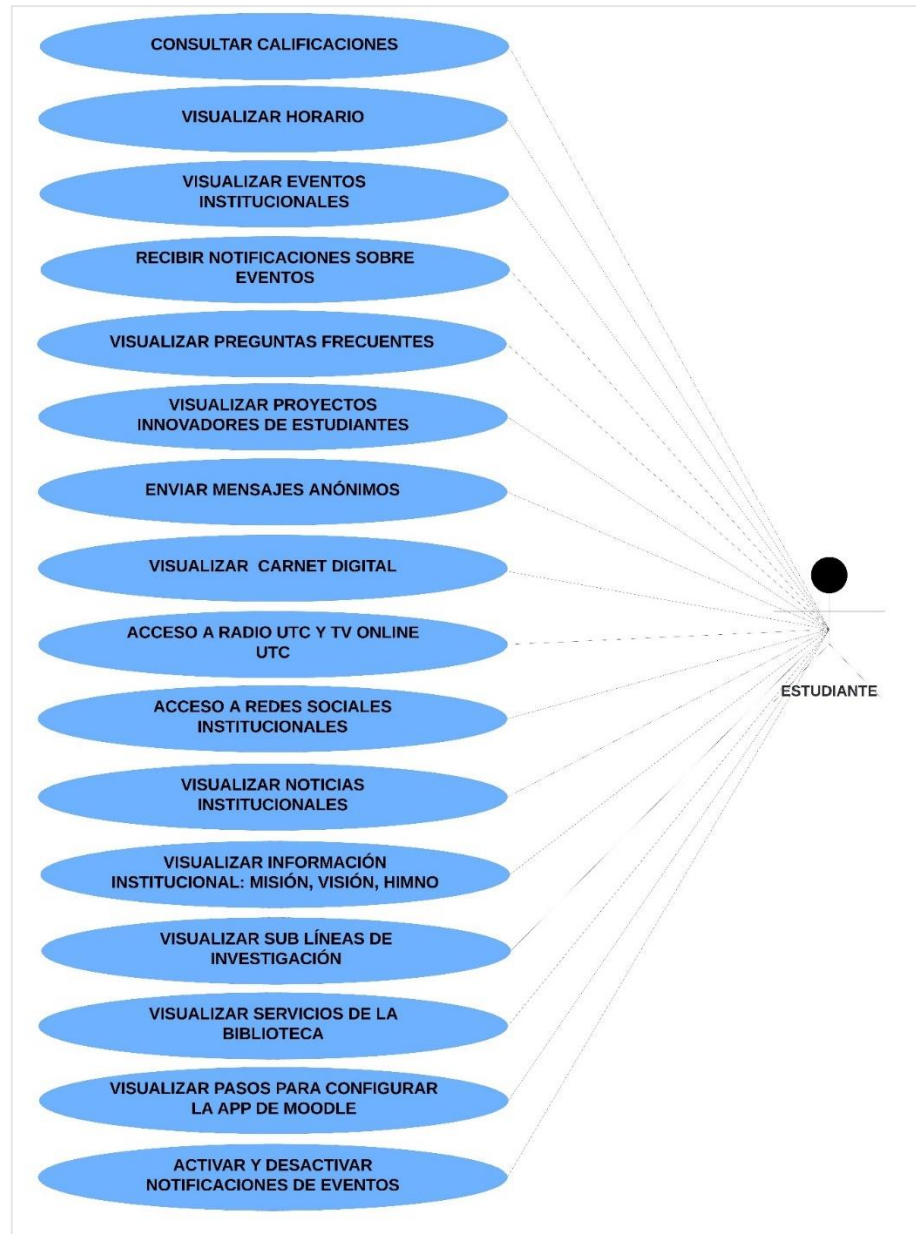 CONSULTAR CALIFICACIONES
VISUALIZAR HORARIO
VISUALIZAR EVENTOS
INSTITUCIONALES
RECIBIR NOTIFICACIONES SOBRE
EVENTOS
VISUALIZAR PREGUNTAS FRECUENTES
VISUALIZAR PROYECTOS
INNOVADORES DE ESTUDIANTES
ENVIAR MENSAJES ANÓNIMOS
VISUALIZAR CARNET DIGITAL
ACCESO A RADIO UTC Y TV ONLINE
UTC
ACCESO A REDES SOCIALES
INSTITUCIONALES
VISUALIZAR NOTICIAS
INSTITUCIONALES
VISUALIZAR INFORMACIÓN
INSTITUCIONAL: MISIÓN, VISIÓN, HIMNO
VISUALIZAR SUB LÍNEAS DE
INVESTIGACIÓN
VISUALIZAR SERVICIOS DE LA
BIBLIOTECA
VISUALIZAR PASOS PARA CONFIGURAR
LA APP DE MOODLE
ACTIVAR Y DESACTIVAR
NOTIFICACIONES DE EVENTOS
ESTUDIANTE